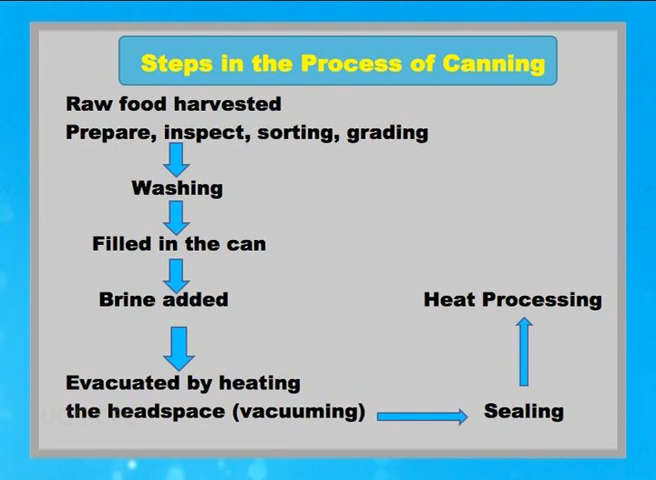 Steps in the Process of Canning
Raw food harvested
Prepare, inspect, sorting, grading
Washing
Filled in the can
Brine added
Evacuated by heating
the headspace (vacuuming)
Sealing
Heat Processing